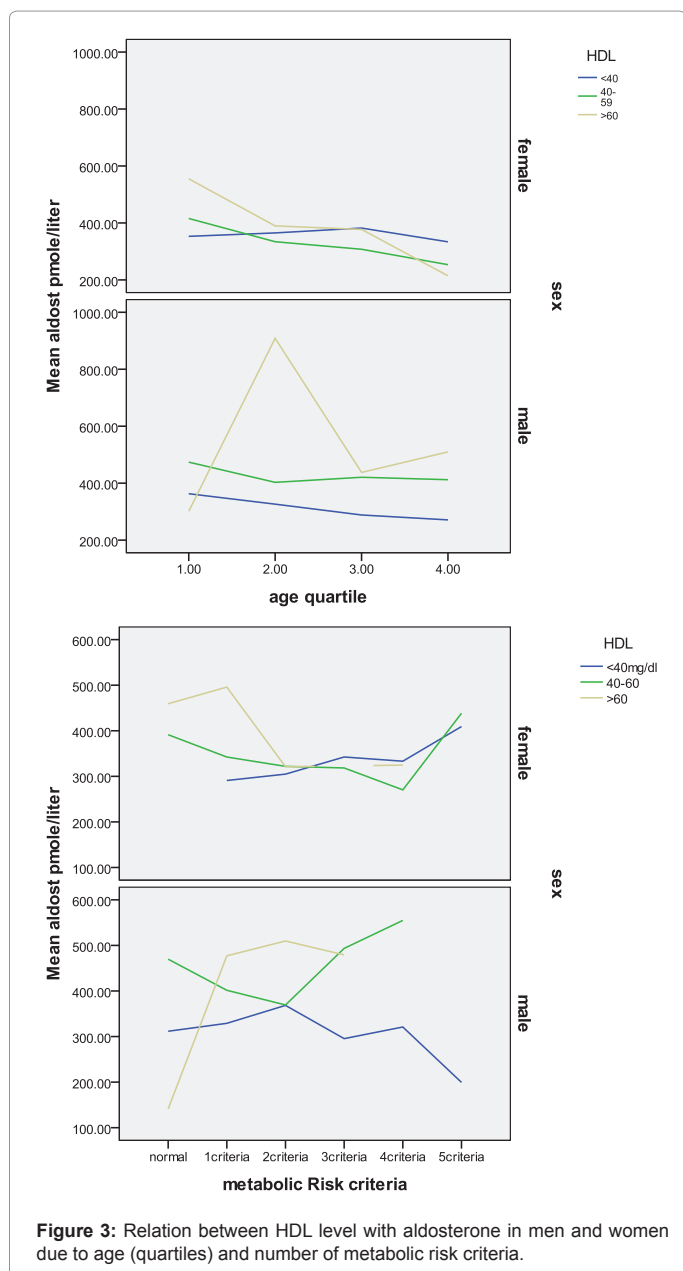 HDL
<40
40-
59
>60
1000.00
800.00
600.00
400.00
200.00
female
Mean aldost pmole/liter
1000.00
800.00
600.00
400.00
200.00
male
sex
1.00
2.00
3.00
4.00
age quartile
HDL
<40mg/dl
40-60
>60
600.00
500.00
400.00
300.00
200.00
100.00
female
Mean aldost pmole/liter
600.00
500.00
400.00
300.00
200.00
100.00
male
sex
normal
1criteria
2criteria
3criteria
4criteria
5criteria
metabolic Risk criteria
Figure 3: Relation between HDL level with aldosterone in men and women
due to age (quartiles) and number of metabolic risk criteria.